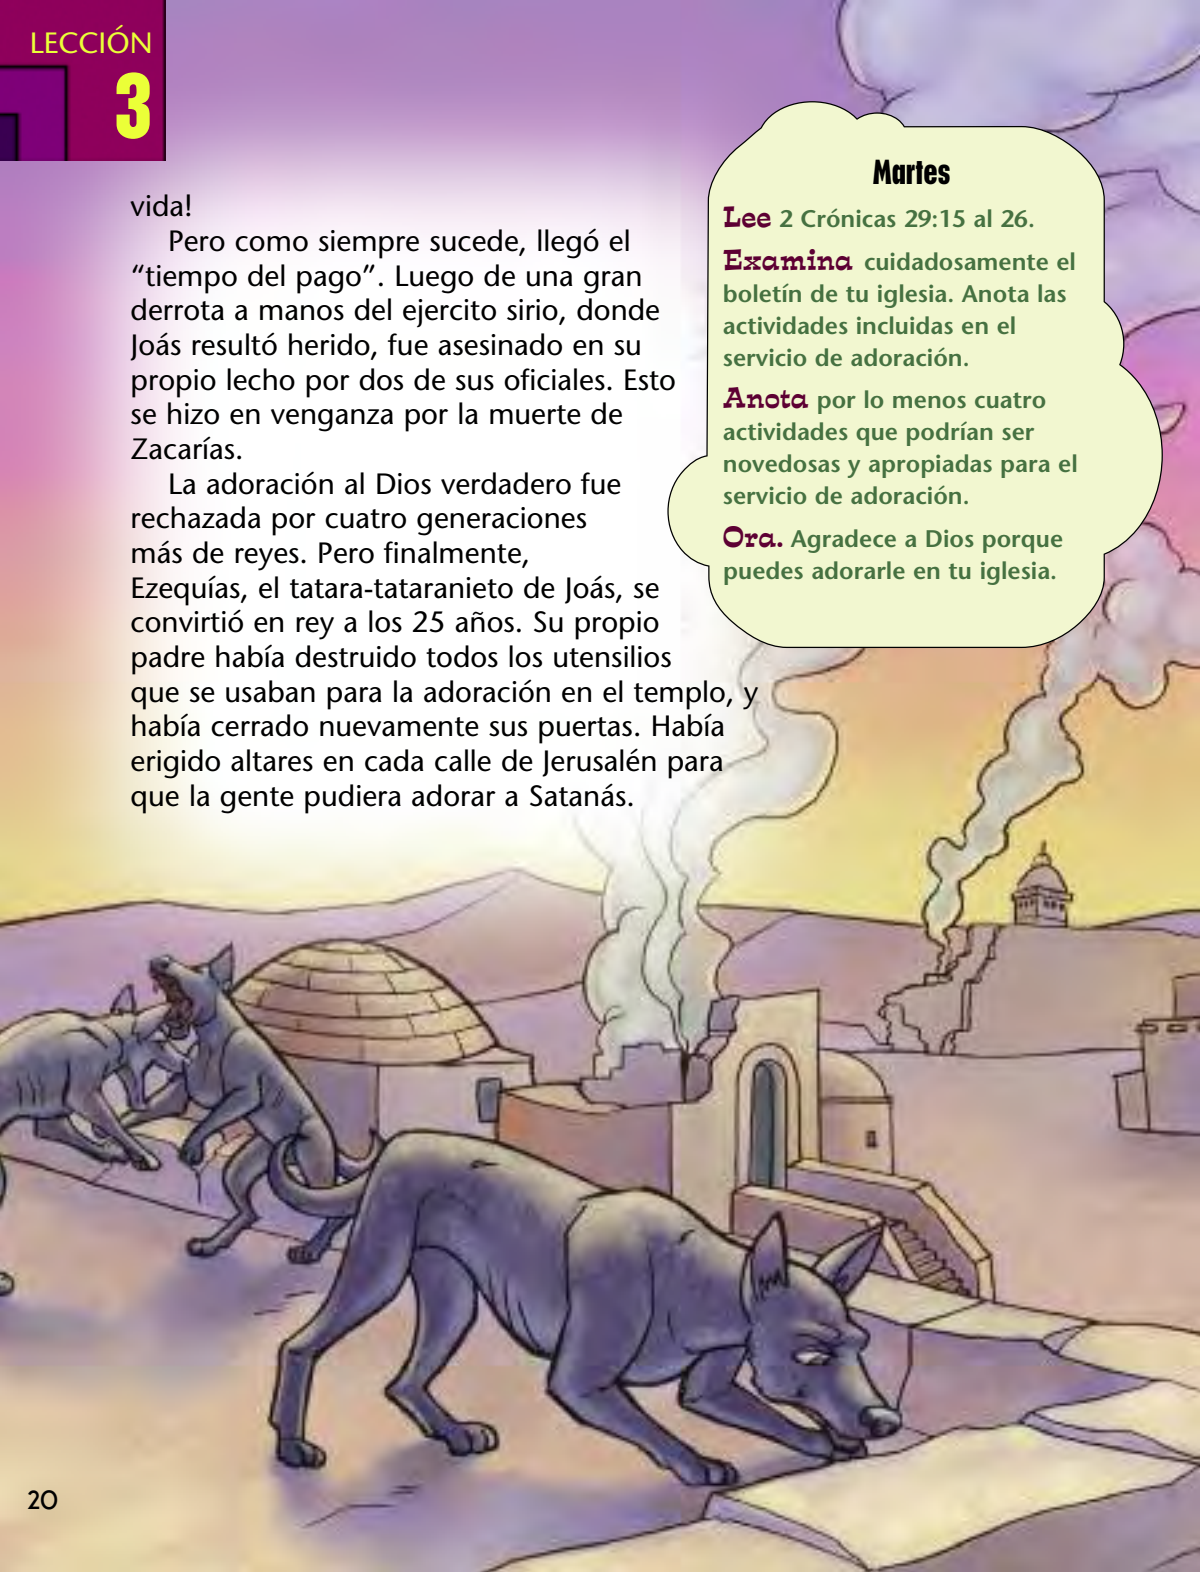 LECCIÓN
3
vida!
Pero como siempre sucede, llegó el
“tiempo del pago”. Luego de una gran
derrota a manos del ejercito sirio, donde
Joás resultó herido, fue asesinado en su
propio lecho por dos de sus oficiales. Esto
se hizo en venganza por la muerte de
Zacarías.
La adoración al Dios verdadero fue
rechazada por cuatro generaciones
más de reyes. Pero finalmente,
Ezequías, el tatara-tataranieto de Joás, se
convirtió en rey a los 25 años. Su propio
padre había destruido todos los utensilios
que se usaban para la adoración en el templo, y
había cerrado nuevamente sus puertas. Había
erigido altares en cada calle de Jerusalén para
que la gente pudiera adorar a Satanás.
Martes
Lee 2 Crónicas 29:15 al 26.
Examina cuidadosamente el
boletín de tu iglesia. Anota las
actividades incluidas en el
servicio de adoración.
Anota por lo menos cuatro
actividades que podrían ser
novedosas y apropiadas para el
servicio de adoración.
Ora. Agradece a Dios porque
puedes adorarle en tu iglesia.
20